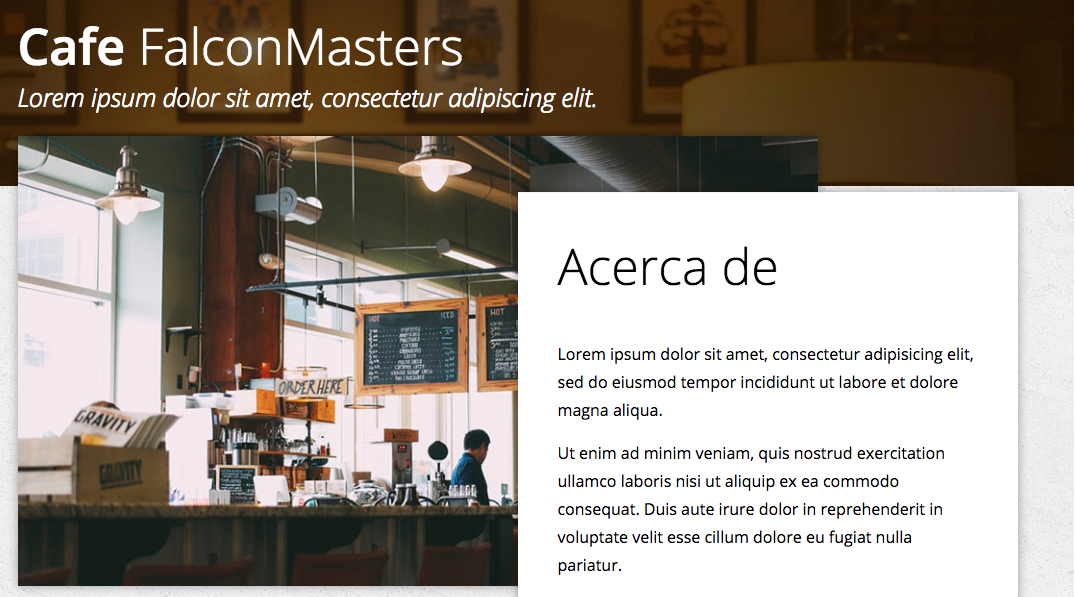 Cafe FalconMasters
Lorem ipsum dolor sit amet, consectetur adipiscing elit.
HOT ICED
HOT
ORDER HERE
GRAVITY
GRAVITY
Acerca de
Lorem ipsum dolor sit amet, consectetur adipisicing elit,
sed do eiusmod tempor incididunt ut labore et dolore
magna aliqua.
Ut enim ad minim veniam, quis nostrud exercitation
ullamco laboris nisi ut aliquip ex ea commodo
consequat. Duis aute irure dolor in reprehenderit in
voluptate velit esse cillum dolore eu fugiat nulla
pariatur.